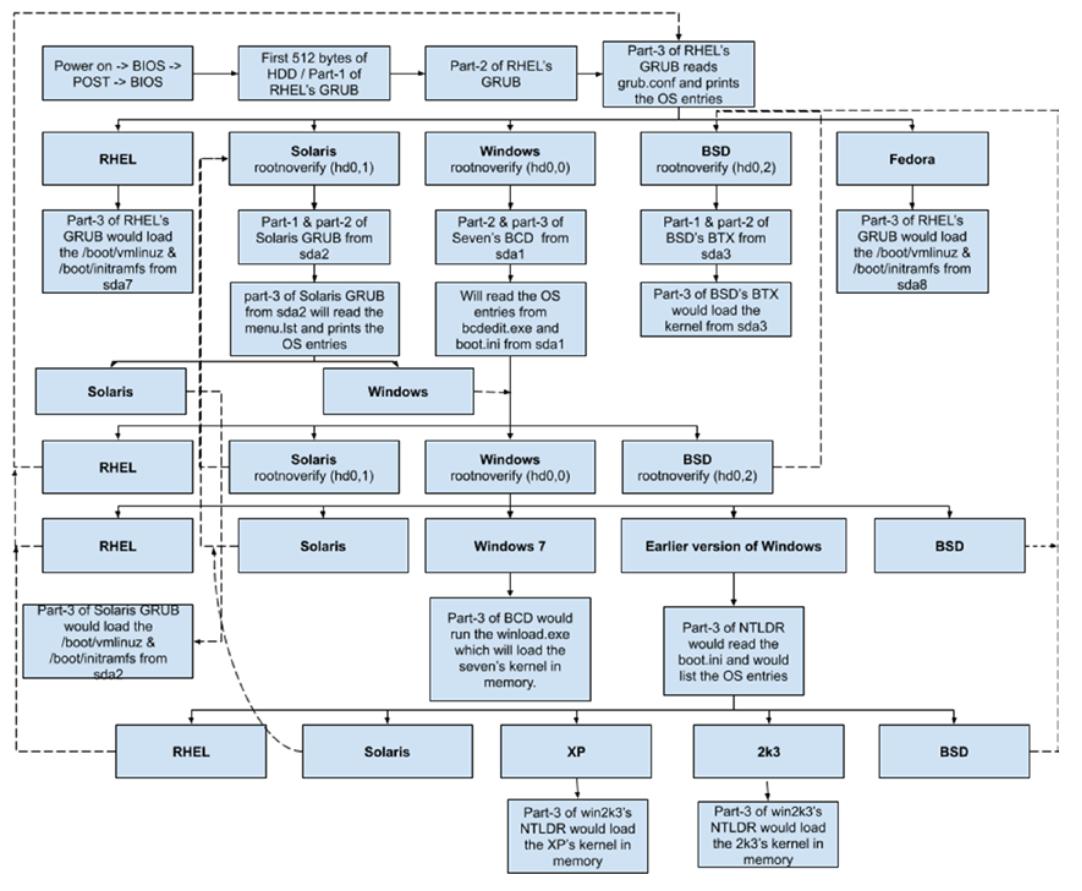 Power on -> BIOS ->
POST -> BIOS
First 512 bytes of
HDD / Part-1 of
RHEL's GRUB
Part-2 of RHEL's
GRUB
Part-3 of RHEL's
GRUB reads
grub.conf and prints
the OS entries
RHEL
Solaris
rootnoverify (hd0,1)
Windows
rootnoverify (hd0,0)
BSD
rootnoverify (hd0,2)
Fedora
Part-3 of RHEL's
GRUB would load
the /boot/vmlinuz &
/boot/initramfs from
sda7
Part-1 & part-2 of
Solaris GRUB from
sda2
Part-2 & part-3 of
Seven's BCD from
sda1
Part-1 & part-2 of
BSD's BTX from
sda3
Part-3 of RHEL's
GRUB would load
the /boot/vmlinuz &
/boot/initramfs from
sda8
part-3 of Solaris GRUB
from sda2 will read the
menu.lst and prints the
OS entries
Will read the OS
entries from
bcdedit.exe and
boot.ini from sda1
Part-3 of BSD's BTX
would load the
kernel from sda3
Solaris
Windows
RHEL
Solaris
rootnoverify (hd0,1)
Windows
rootnoverify (hd0,0)
BSD
rootnoverify (hd0,2)
RHEL
Solaris
Windows 7
Earlier version of Windows
BSD
Part-3 of Solaris GRUB
would load the
/boot/vmlinuz &
/boot/initramfs from
sda2
Part-3 of BCD would
run the winload.exe
which will load the
seven's kernel in
memory.
Part-3 of NTLDR
would read the
boot.ini and would
list the OS entries
RHEL
Solaris
XP
2k3
BSD
Part-3 of win2k3's
NTLDR would load
the XP's kernel in
memory
Part-3 of win2k3's
NTLDR would load
the 2k3's kernel in
memory